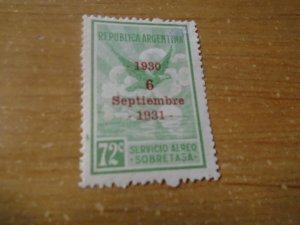 REPUBLICA ARGENTINA
- 1930
6
Septiembre
- 1931 -
72c
SERVICIO AEREO
SOBRETASA